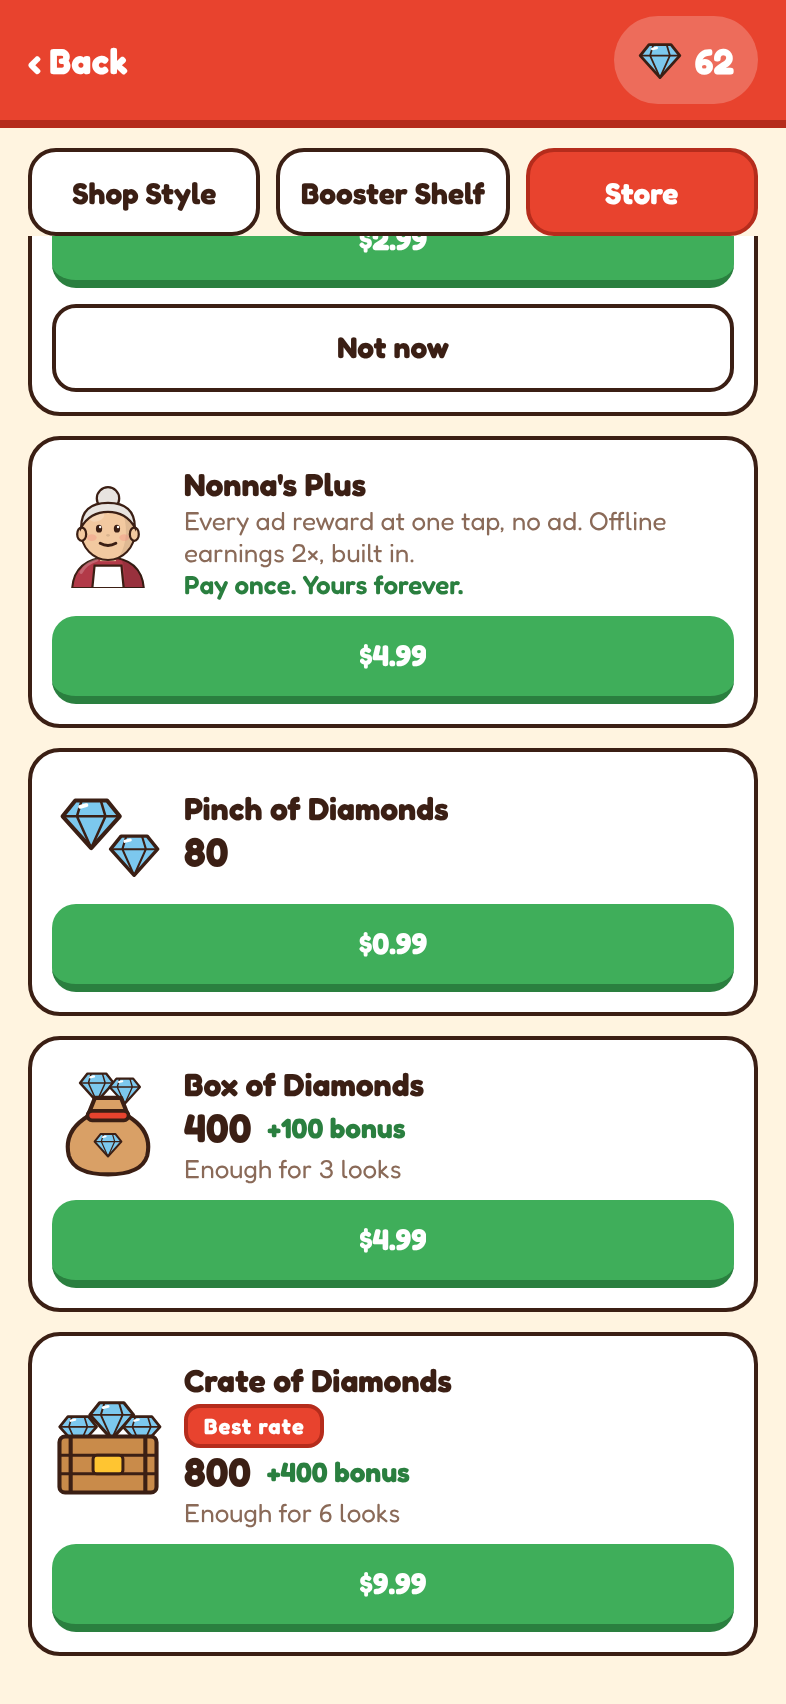 ‹ Back
62
Shop Style
Booster Shelf
Store
$2.99
Not now
Nonna's Plus
Every ad reward at one tap, no ad. Offline
earnings 2×, built in.
Pay once. Yours forever.
$4.99
Pinch of Diamonds
80
$0.99
Box of Diamonds
400 +100 bonus
Enough for 3 looks
$4.99
Crate of Diamonds
Best rate
800 +400 bonus
Enough for 6 looks
$9.99